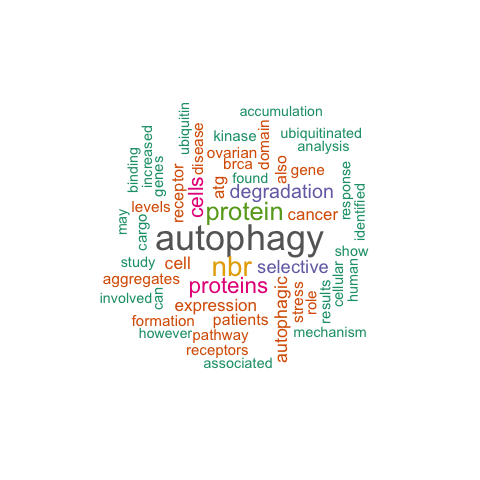 accumulation
ubiquitin
kinase
ubiquitinated
analysis
increased
disease
domain
ovarian
brca
also
gene
binding
genes
receptor
cells
atg
found
degradation
response
identified
may
levels
cargo
protein
cancer
autophagy
study
cell
nbr
selective
show
aggregates
proteins
autophagic
stress
results
cellular
human
involved
can
expression
role
formation
patients
mechanism
however
pathway
receptors
associated